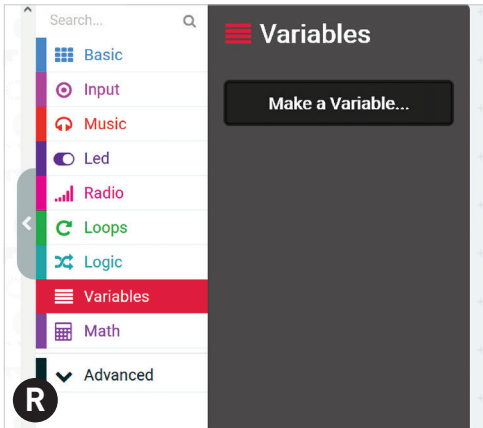 Search...
Basic
Input
Music
Led
Radio
Loops
Logic
Variables
Math
Advanced
R
Variables
Make a Variable...